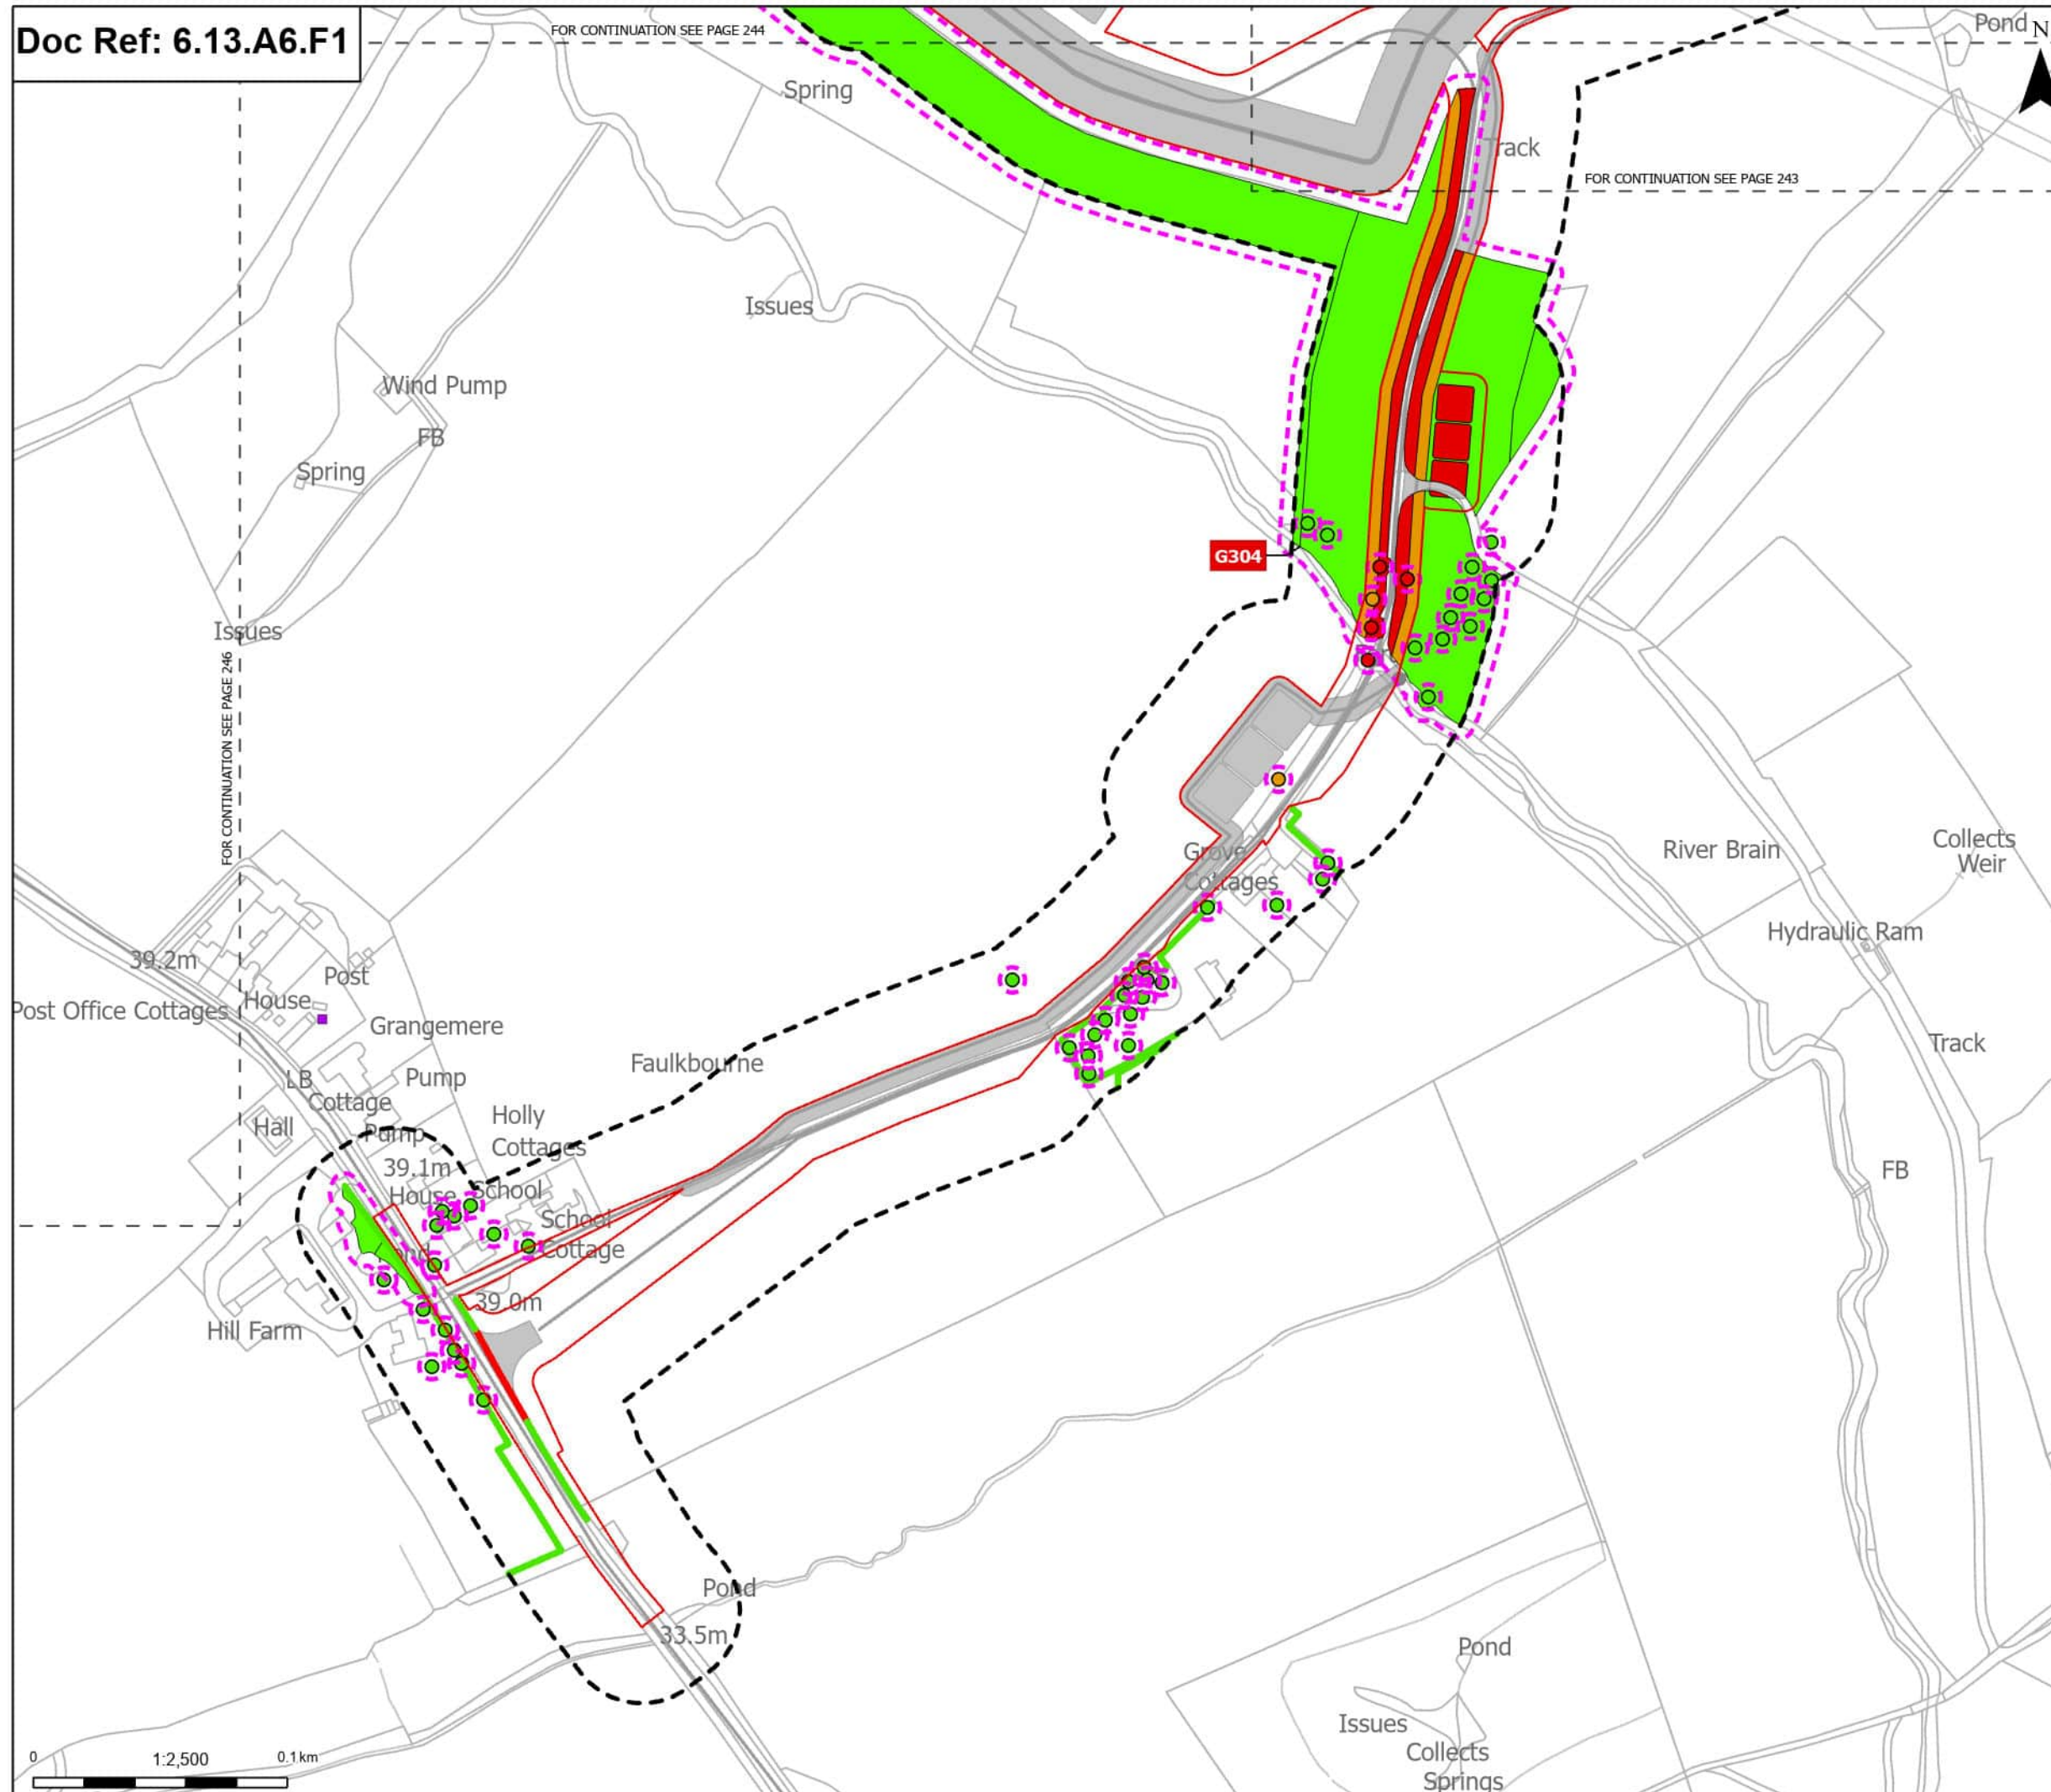 Doc Ref: 6.13.A6.F1
FOR CONTINUATION SEE PAGE 244
Pond
N
Spring
Track
FOR CONTINUATION SEE PAGE 243
Issues
Wind Pump
FB
Spring
G304
Issues
FOR CONTINUATION SEE PAGE 246
River Brain
Collects
Weir
Grove
Cottages
Hydraulic Ram
39.2m
Post
House
Post Office Cottages
Grangemere
Track
Faulkbourne
LB
Pump
Cottage
Holly
Cottages
Hall
Pump
39.1m
FB
House
School
School
Cottage
Pond
39.0m
Hill Farm
Pond
33.5m
Pond
Issues
Collects
Springs
0
1:2,500
0.1km